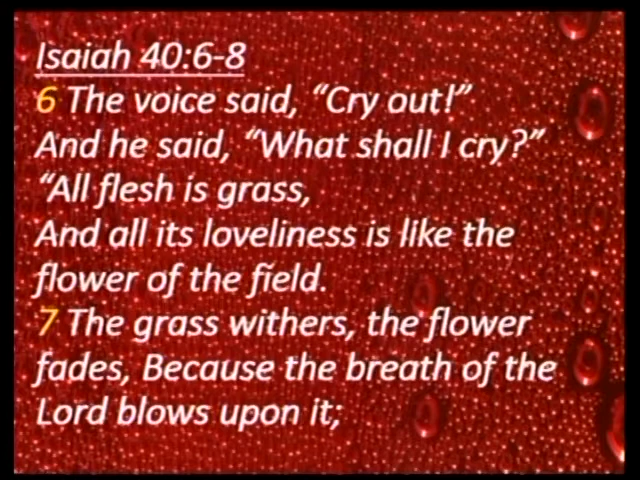 Isaiah 40:6-8
6 The voice said, “Cry out!”
And he said, “What shall I cry?”
“All flesh is grass,
And all its loveliness is like the
flower of the field.
7 The grass withers, the flower
fades, Because the breath of the
Lord blows upon it;